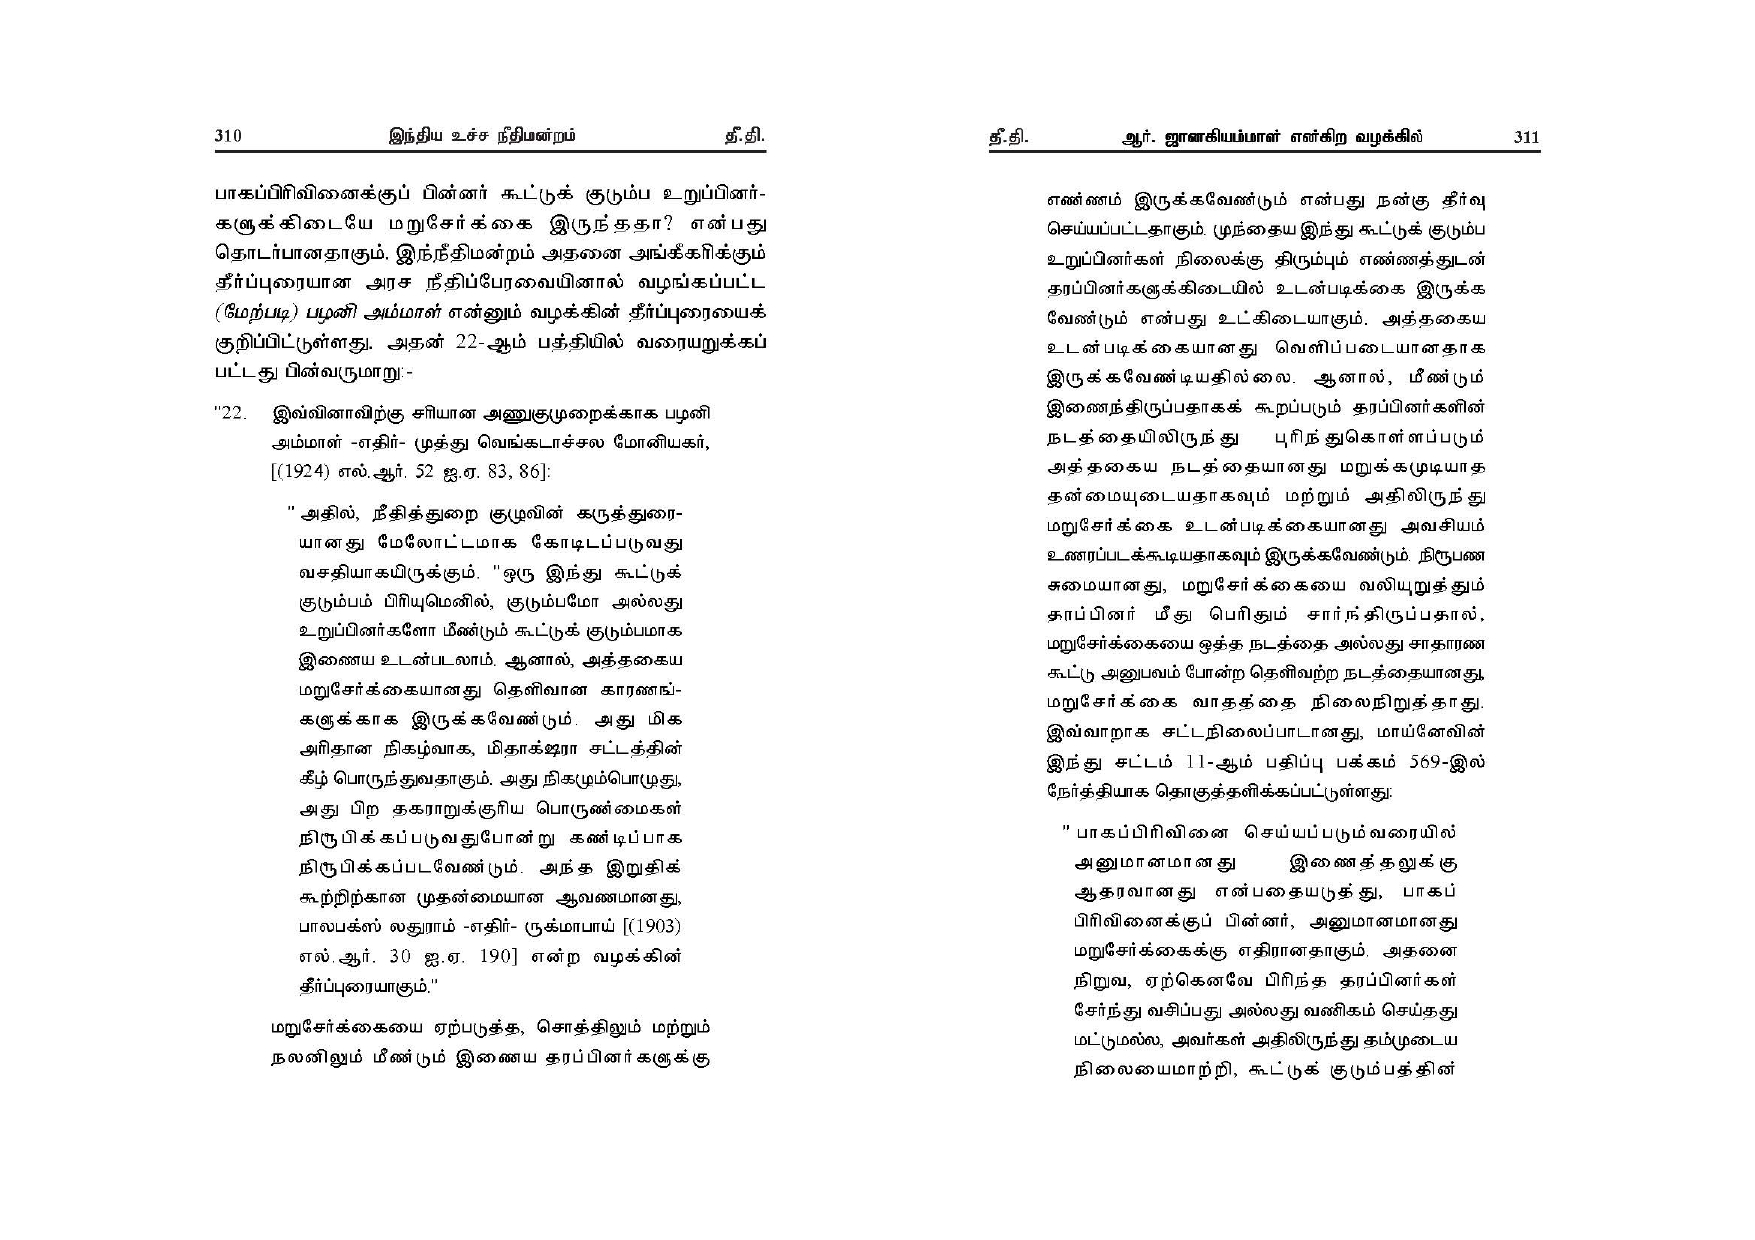 310 இந்திய உச்ச நீதிமன்றம் தீ.தி.
பாகப்பிரிவினைக்குப் பின்னர் கூட்டுக் குடும்ப உறுப்பினர்-
களுக்கிடையே மறுசேர்க்கை இருந்ததா? என்பது
தொடர்பானதாகும். இந்நீதிமன்றம் அதனை அங்கீகரிக்கும்
தீர்ப்புரையான அரச நீதிப்பேரவையினால் வழங்கப்பட்ட
(மேற்படி) பழனி அம்மாள் என்னும் வழக்கின் தீர்ப்புரையைக்
குறிப்பிட்டுள்ளது. அதன் 22-ஆம் பத்தியில் வரையறுக்கப்
பட்டது பின்வருமாறு:-
"22. இவ்வினாவிற்கு சரியான அணுகுமுறைக்காக பழனி
அம்மாள் -எதிர்- முத்து வெங்கடாச்சல மோனியகர்,
[(1924) எல்.ஆர். 52 ஐ.ஏ. 83, 86]:
" அதில், நீதித்துறை குழுவின் கருத்துரை-
யானது மேலோட்டமாக கோடிடப்படுவது
வசதியாகயிருக்கும். "ஒரு இந்து கூட்டுக்
குடும்பம் பிரியுமெனில், குடும்பமோ அல்லது
உறுப்பினர்களோ மீண்டும் கூட்டுக் குடும்பமாக
இணைய உடன்படலாம். ஆனால், அத்தகைய
மறுசேர்க்கையானது தெளிவான காரணங்-
களுக்காக இருக்கவேண்டும். அது மிக
அரிதான நிகழ்வாக, மிதாக்ஷரா சட்டத்தின்
கீழ் பொருந்துவதாகும். அது நிகழும்பொழுது,
அது பிற தகராறுக்குரிய பொருண்மைகள்
நிரூபிக்கப்படுவதுபோன்று கண்டிப்பாக
நிரூபிக்கப்படவேண்டும். அந்த இறுதிக்
கூற்றிற்கான முதன்மையான ஆவணமானது,
பாலபக்ஸ் லதுராம் -எதிர்- ருக்மாபாய் [(1903)
எல்.ஆர். 30 ஐ.ஏ. 190] என்ற வழக்கின்
தீர்ப்புரையாகும்."
மறுசேர்க்கையை ஏற்படுத்த, சொத்திலும் மற்றும்
நலனிலும் மீண்டும் இணைய தரப்பினர்களுக்கு
தீ.தி. ஆர். ஜானகியம்மாள் என்கிற வழக்கில் 311
எண்ணம் இருக்கவேண்டும் என்பது நன்கு தீர்வு
செய்யப்பட்டதாகும். முந்தைய இந்து கூட்டுக் குடும்ப
உறுப்பினர்கள் நிலைக்கு திரும்பும் எண்ணத்துடன்
தரப்பினர்களுக்கிடையில் உடன்படிக்கை இருக்க
வேண்டும் என்பது உட்கிடையாகும். அத்தகைய
உடன்படிக்கையானது வெளிப்படையானதாக
இருக்கவேண்டியதில்லை. ஆனால், மீண்டும்
இணைந்திருப்பதாகக் கூறப்படும் தரப்பினர்களின்
நடத்தையிலிருந்து புரிந்துகொள்ளப்படும்
அத்தகைய நடத்தையானது மறுக்கமுடியாத
தன்மையுடையதாகவும் மற்றும் அதிலிருந்து
மறுசேர்க்கை உடன்படிக்கையானது அவசியம்
உணரப்படக்கூடியதாகவும் இருக்கவேண்டும். நிரூபண
சுமையானது, மறுசேர்க்கையை வலியுறுத்தும்
தாப்பினர் மீது பெரிதும் சார்ந்திருப்பதால்,
மறுசேர்க்கையை ஒத்த நடத்தை அல்லது சாதாரண
கூட்டு அனுபவம் போன்ற தெளிவற்ற நடத்தையானது,
மறுசேர்க்கை வாதத்தை நிலைநிறுத்தாது.
இவ்வாறாக சட்டநிலைப்பாடானது, மாய்னேவின்
இந்து சட்டம் 11-ஆம் பதிப்பு பக்கம் 569-இல்
நேர்த்தியாக தொகுத்தளிக்கப்பட்டுள்ளது:
" பாகப்பிரிவினை செய்யப்படும்வரையில்
அனுமானமானது இணைத்தலுக்கு
ஆதரவானது என்பதையடுத்து, பாகப்
பிரிவினைக்குப் பின்னர், அனுமானமானது
மறுசேர்க்கைக்கு எதிரானதாகும். அதனை
நிறுவ, ஏற்கெனவே பிரிந்த தரப்பினர்கள்
சேர்ந்து வசிப்பது அல்லது வணிகம் செய்தது
மட்டுமல்ல, அவர்கள் அதிலிருந்து தம்முடைய
நிலையைமாற்றி, கூட்டுக் குடும்பத்தின்